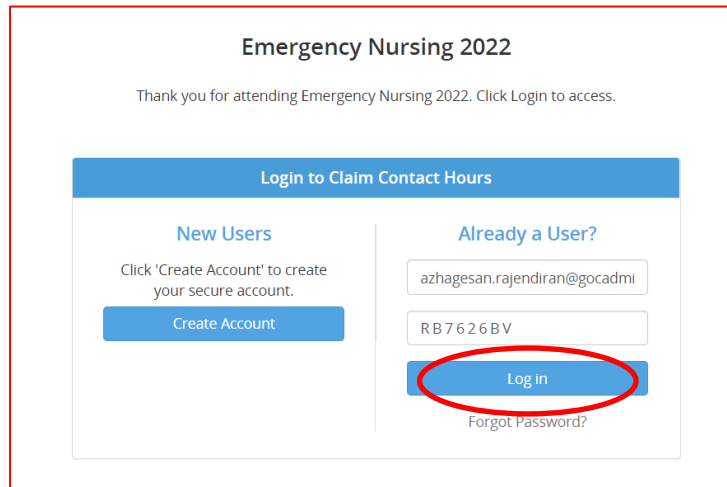 Emergency Nursing 2022
Thank you for attending Emergency Nursing 2022. Click Login to access.
Login to Claim Contact Hours
New Users
Click 'Create Account' to create
your secure account.
Create Account
Already a User?
azhagesan.rajendiran@gocadmi
RB7626BV
Log in
Forgot Password?